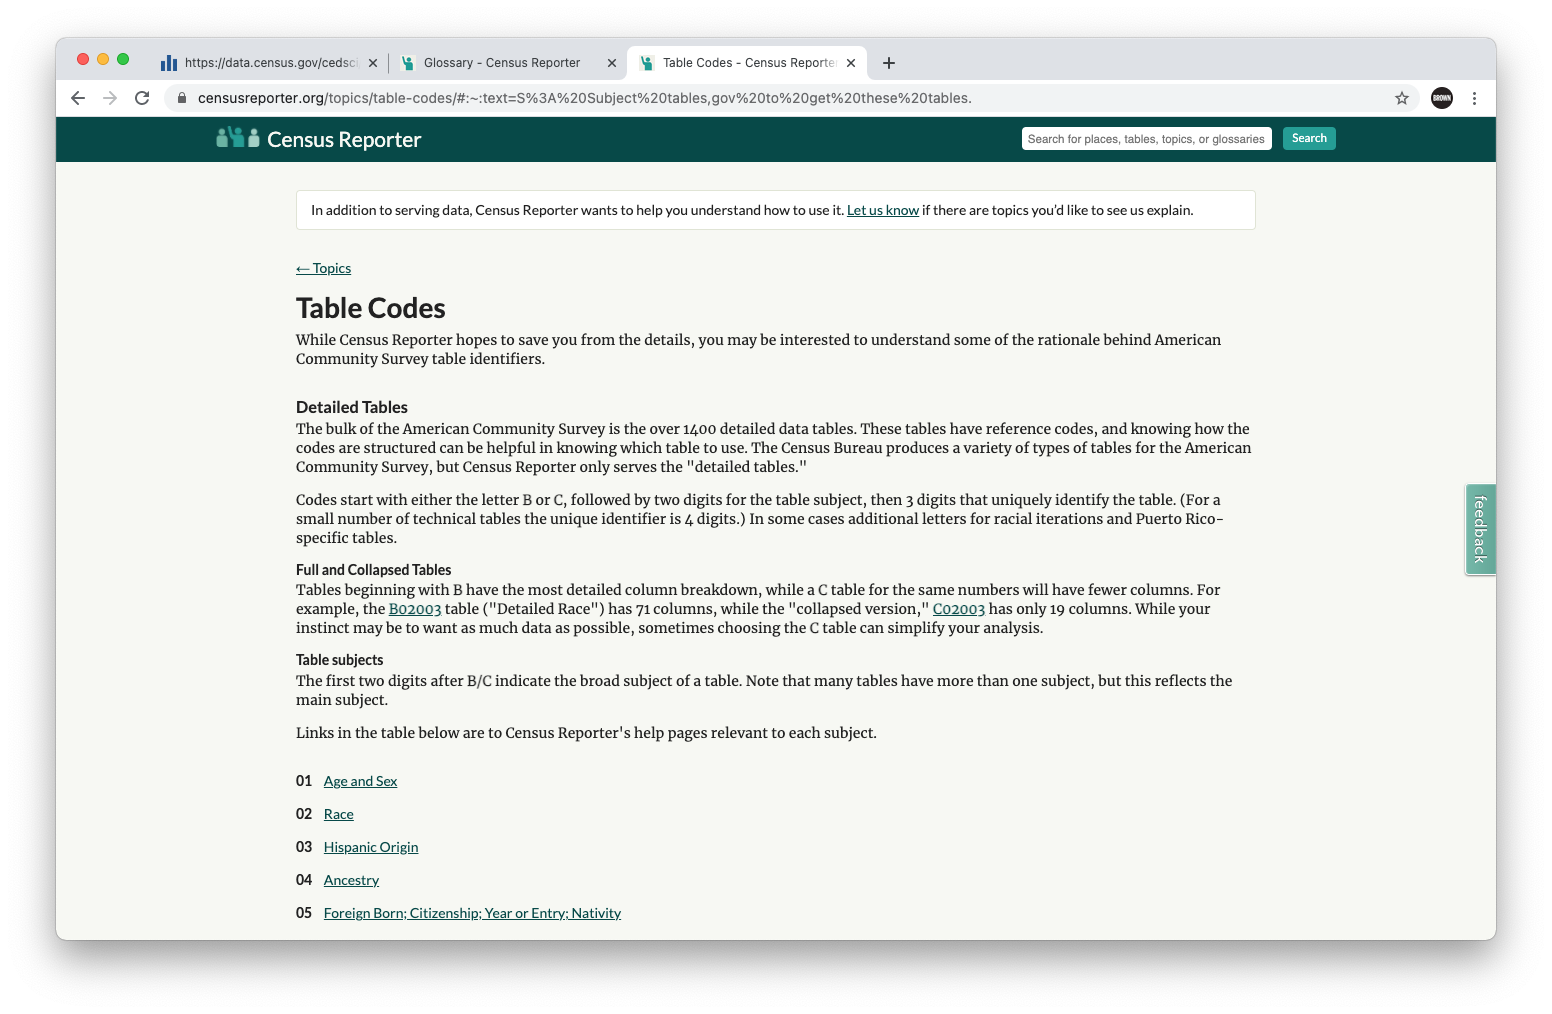 https://data.census.gov/cedsci
Glossary - Census Reporter
Table Codes - Census Reporter
censusreporter.org/topics/table-codes/#:~:text=S%3A%20Subject%20tables,gov%20to%20get%20these%20tables.
BROWN
Census Reporter
Search for places, tables, topics, or glossaries
Search
In addition to serving data, Census Reporter wants to help you understand how to use it. Let us know if there are topics you’d like to see us explain.
← Topics
Table Codes
While Census Reporter hopes to save you from the details, you may be interested to understand some of the rationale behind American
Community Survey table identifiers.
Detailed Tables
The bulk of the American Community Survey is the over 1400 detailed data tables. These tables have reference codes, and knowing how the
codes are structured can be helpful in knowing which table to use. The Census Bureau produces a variety of types of tables for the American
Community Survey, but Census Reporter only serves the "detailed tables."
Codes start with either the letter B or C, followed by two digits for the table subject, then 3 digits that uniquely identify the table. (For a
small number of technical tables the unique identifier is 4 digits.) In some cases additional letters for racial iterations and Puerto Rico-
specific tables.
feedback
Full and Collapsed Tables
Tables beginning with B have the most detailed column breakdown, while a C table for the same numbers will have fewer columns. For
example, the B02003 table ("Detailed Race") has 71 columns, while the "collapsed version," C02003 has only 19 columns. While your
instinct may be to want as much data as possible, sometimes choosing the C table can simplify your analysis.
Table subjects
The first two digits after B/C indicate the broad subject of a table. Note that many tables have more than one subject, but this reflects the
main subject.
Links in the table below are to Census Reporter's help pages relevant to each subject.
01 Age and Sex
02 Race
03 Hispanic Origin
04 Ancestry
05 Foreign Born; Citizenship; Year or Entry; Nativity